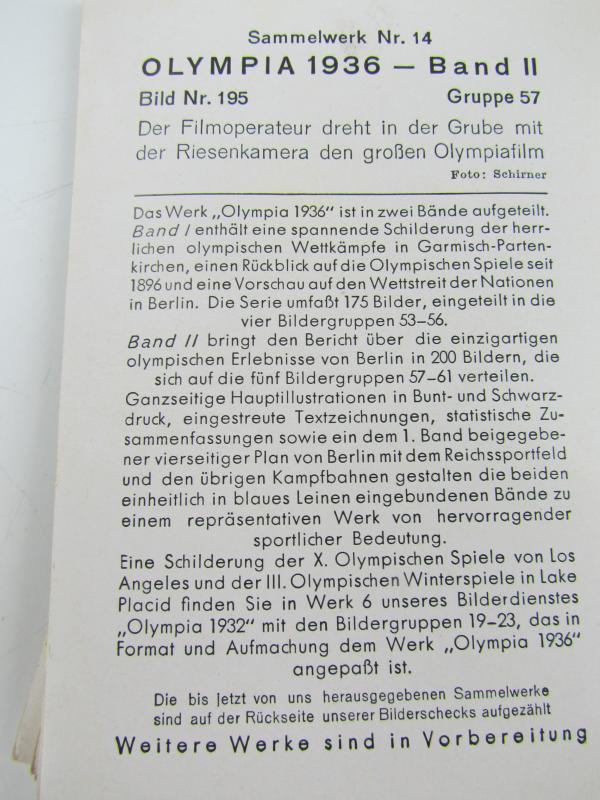 Sammelwerk Nr. 14
OLYMPIA 1936 — Band II
Bild Nr. 195 Gruppe 57
Der Filmoperateur dreht in der Grube mit
der Riesenkamera den großen Olympiafilm
Foto: Schirner
Das Werk „Olympia 1936“ ist in zwei Bände aufgeteilt.
Band I enthält eine spannende Schilderung der herr-
lichen olympischen Wettkämpfe in Garmisch-Parten-
kirchen, einen Rückblick auf die Olympischen Spiele seit
1896 und eine Vorschau auf den Wettstreit der Nationen
in Berlin. Die Serie umfaßt 175 Bilder, eingeteilt in die
vier Bildergruppen 53–56.
Band II bringt den Bericht über die einzigartigen
olympischen Erlebnisse von Berlin in 200 Bildern, die
sich auf die fünf Bildergruppen 57–61 verteilen.
Ganzseitige Hauptillustrationen in Bunt- und Schwarz-
druck, eingestreute Textzeichnungen, statistische Zu-
sammenfassungen sowie ein dem 1. Band beigegebe-
ner vierseitiger Plan von Berlin mit dem Reichssportfeld
und den übrigen Kampfbahnen gestalten die beiden
einheitlich in blaues Leinen eingebundenen Bände zu
einem repräsentativen Werk von hervorragender
sportlicher Bedeutung.
Eine Schilderung der X. Olympischen Spiele von Los
Angeles und der III. Olympischen Winterspiele in Lake
Placid finden Sie in Werk 6 unseres Bilderdienstes
„Olympia 1932“ mit den Bildergruppen 19–23, das in
Format und Aufmachung dem Werk „Olympia 1936“
angepaßt ist.
Die bis jetzt von uns herausgegebenen Sammelwerke
sind auf der Rückseite unserer Bilderschecks aufgezählt
Weitere Werke sind in Vorbereitung